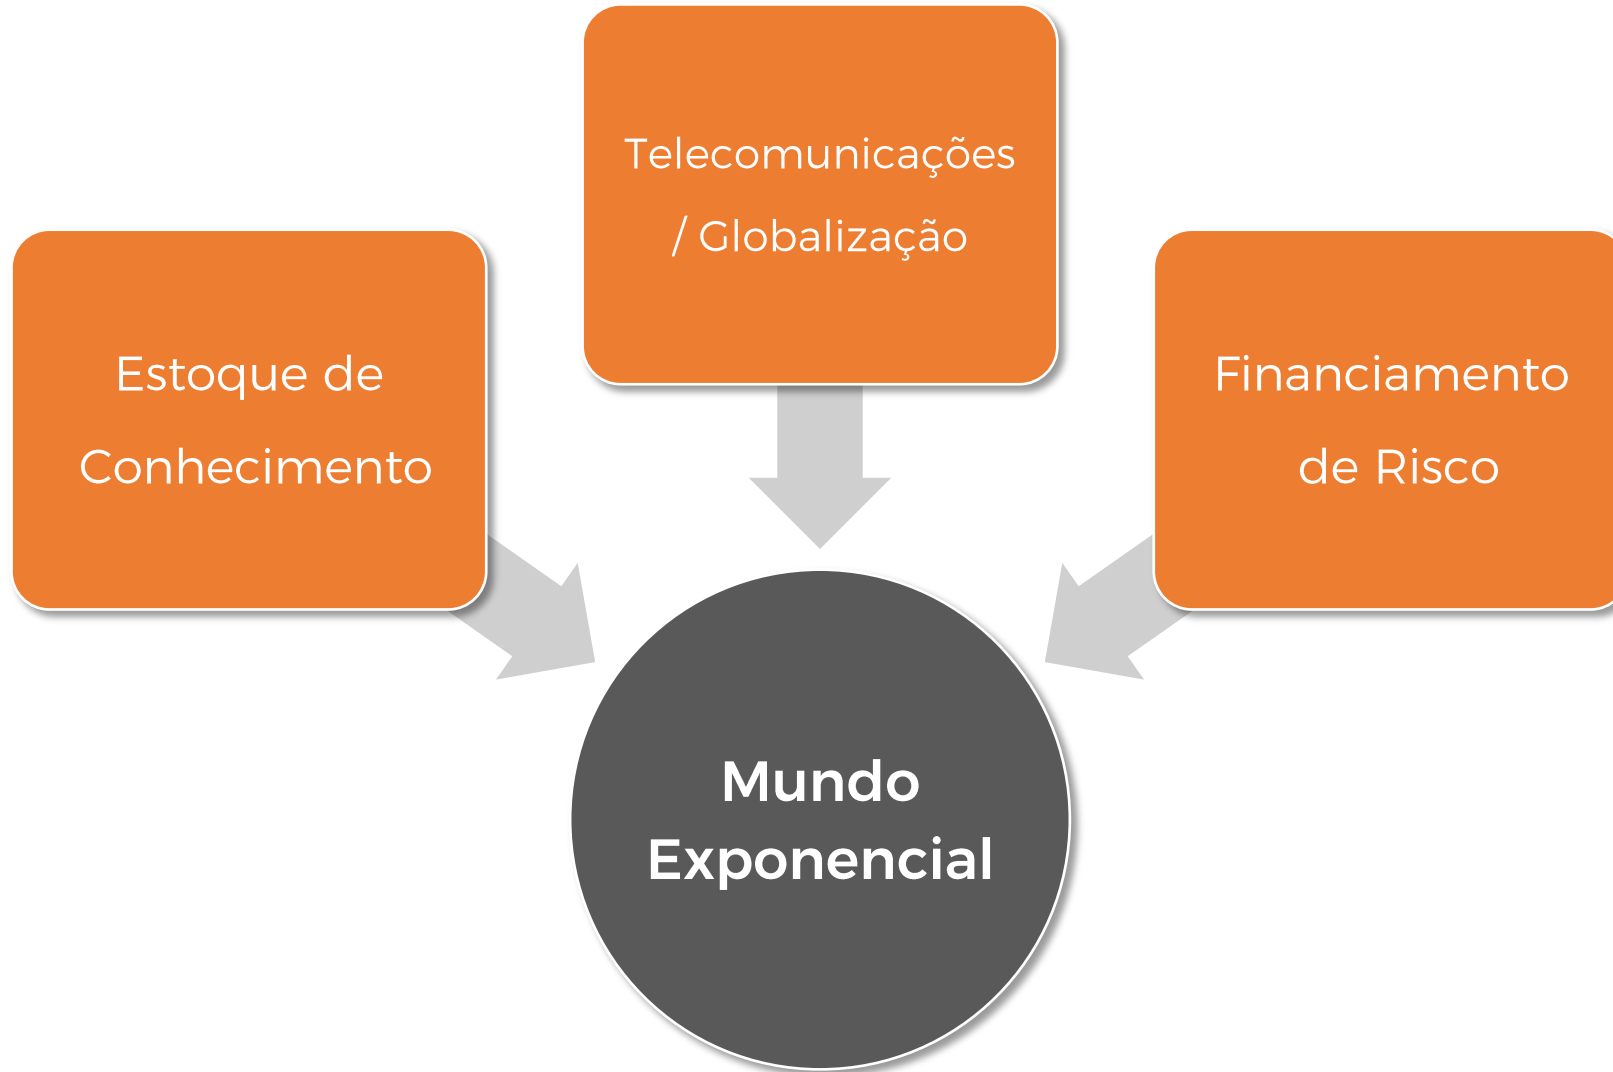 Telecomunicações
/ Globalização
Estoque de
Conhecimento
Financiamento
de Risco
Mundo
Exponencial